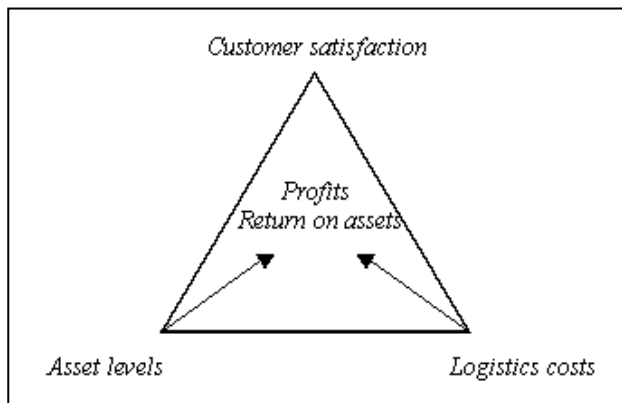 Customer satisfaction
Profits
Return on assets
Asset levels
Logistics costs